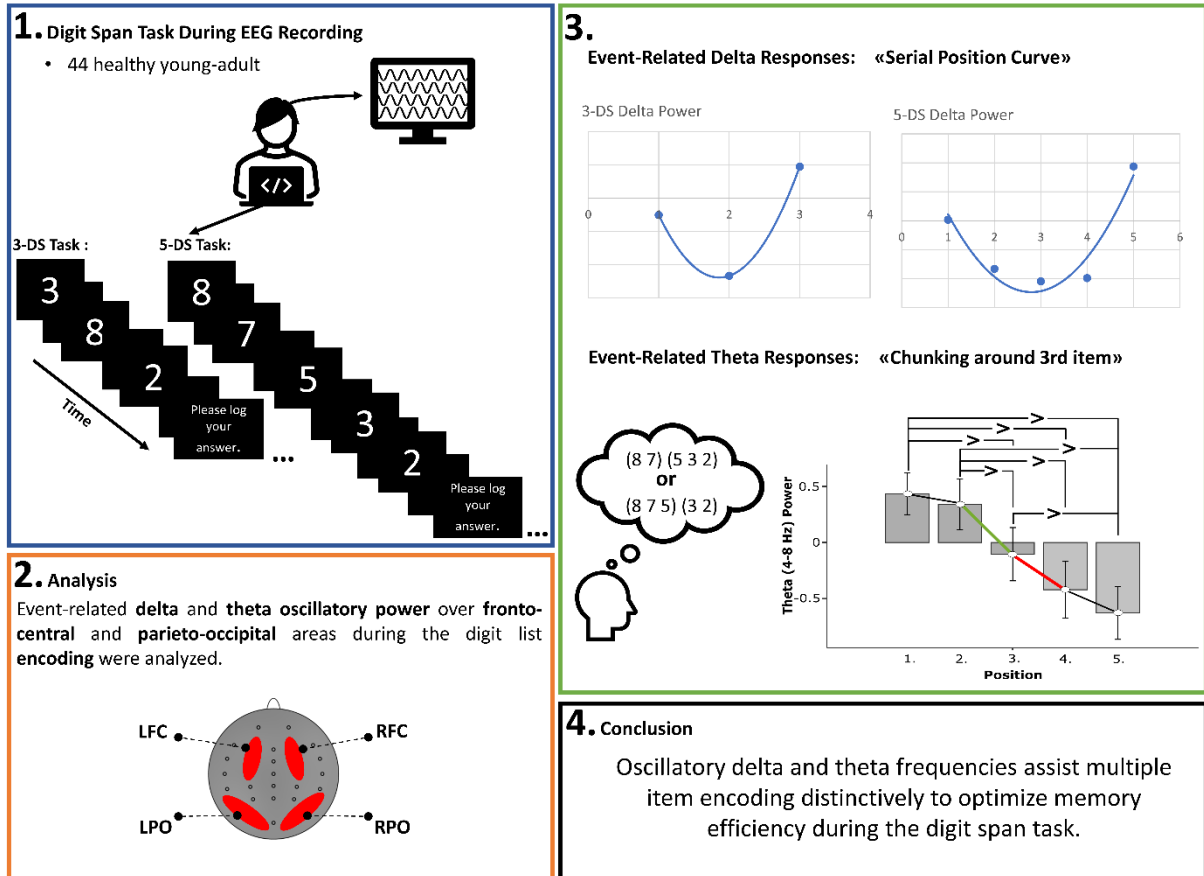 1. Digit Span Task During EEG Recording
• 44 healthy young-adult
</>
3-DS Task :
5-DS Task:
3
8
2
Please log
your
answer.
...
8
7
5
3
2
Please log
your
answer.
...
Time
2. Analysis
Event-related delta and theta oscillatory power over fronto-
central and parieto-occipital areas during the digit list
encoding were analyzed.
LFC
RFC
LPO
RPO
3.
Event-Related Delta Responses: «Serial Position Curve»
3-DS Delta Power
0 1 2 3 4
5-DS Delta Power
0 1 2 3 4 5 6
Event-Related Theta Responses: «Chunking around 3rd item»
(8 7) (5 3 2)
or
(8 7 5) (3 2)
>
>
>
>
>
>
>
Theta (4-8 Hz) Power
0.5
0
-0.5
1. 2. 3. 4. 5.
Position
4. Conclusion
Oscillatory delta and theta frequencies assist multiple
item encoding distinctively to optimize memory
efficiency during the digit span task.